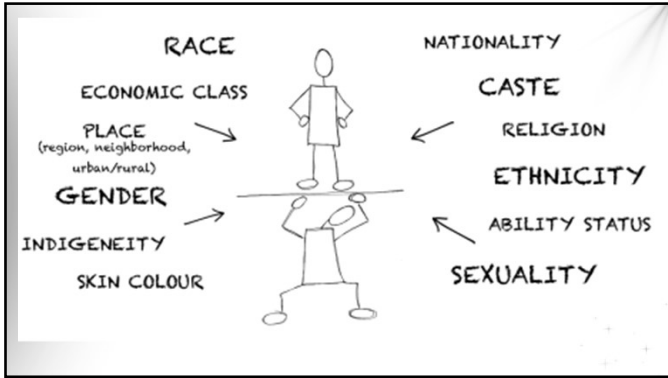 RACE
ECONOMIC CLASS
PLACE
(region, neighborhood,
urban/rural)
GENDER
INDIGENEITY
SKIN COLOUR
NATIONALITY
CASTE
RELIGION
ETHNICITY
ABILITY STATUS
SEXUALITY